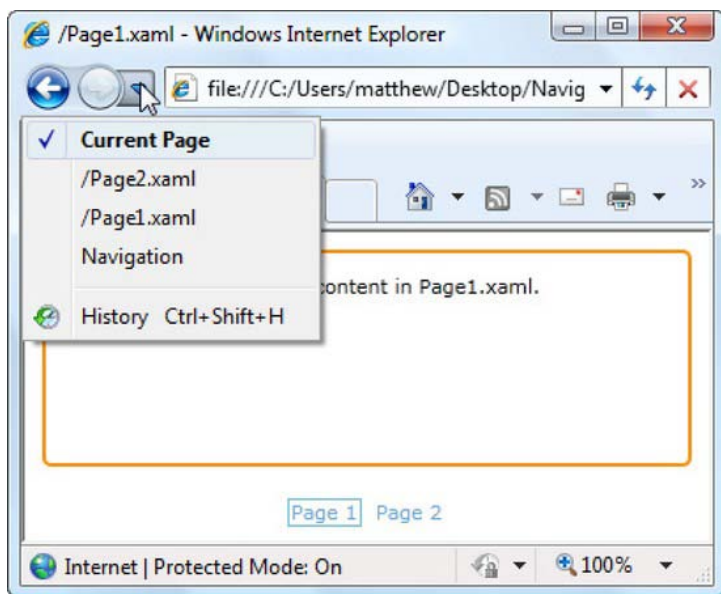 /Page1.xaml - Windows Internet Explorer
file:///C:/Users/matthew/Desktop/Navig
Current Page
/Page2.xaml
/Page1.xaml
Navigation
History Ctrl+Shift+H
content in Page1.xaml.
Page 1 Page 2
Internet | Protected Mode: On 100%